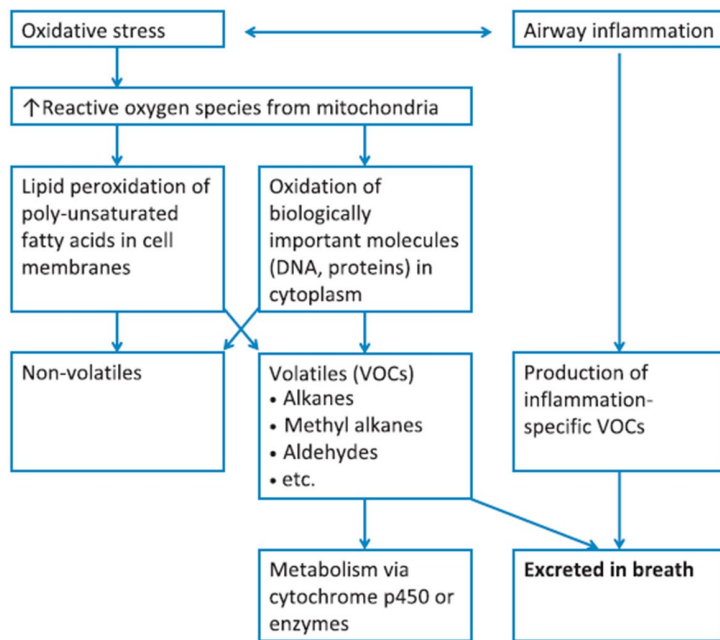 Oxidative stress
Airway inflammation
↑Reactive oxygen species from mitochondria
Lipid peroxidation of
poly-unsaturated
fatty acids in cell
membranes
Oxidation of
biologically
important molecules
(DNA, proteins) in
cytoplasm
Non-volatiles
Volatiles (VOCs)
• Alkanes
• Methyl alkanes
• Aldehydes
• etc.
Production of
inflammation-
specific VOCs
Metabolism via
cytochrome p450 or
enzymes
Excreted in breath